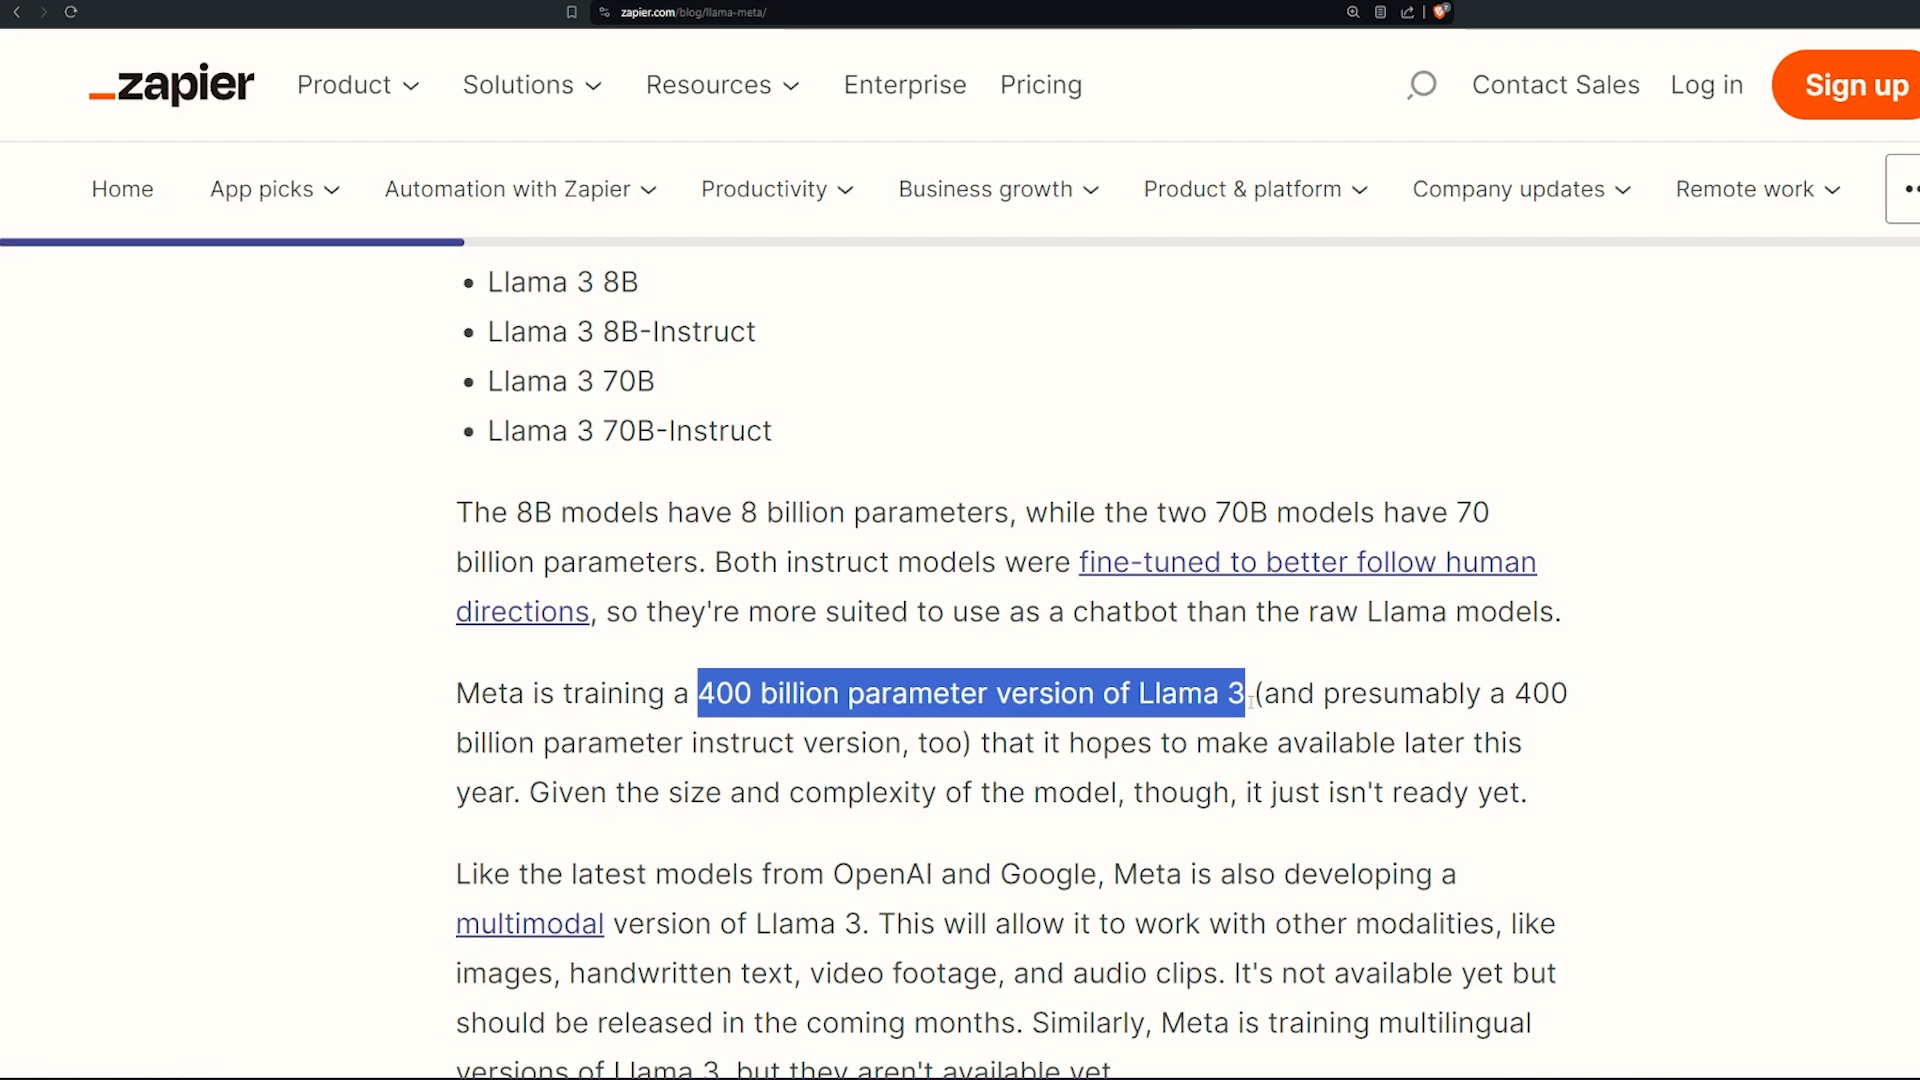 zapier.com/blog/llama-meta/
zapier Product Solutions Resources Enterprise Pricing Contact Sales Log in Sign up
Home App picks Automation with Zapier Productivity Business growth Product & platform Company updates Remote work
• Llama 3 8B
• Llama 3 8B-Instruct
• Llama 3 70B
• Llama 3 70B-Instruct
The 8B models have 8 billion parameters, while the two 70B models have 70
billion parameters. Both instruct models were fine-tuned to better follow human
directions, so they're more suited to use as a chatbot than the raw Llama models.
Meta is training a 400 billion parameter version of Llama 3 (and presumably a 400
billion parameter instruct version, too) that it hopes to make available later this
year. Given the size and complexity of the model, though, it just isn't ready yet.
Like the latest models from OpenAI and Google, Meta is also developing a
multimodal version of Llama 3. This will allow it to work with other modalities, like
images, handwritten text, video footage, and audio clips. It's not available yet but
should be released in the coming months. Similarly, Meta is training multilingual
versions of Llama 3, but they aren't available yet